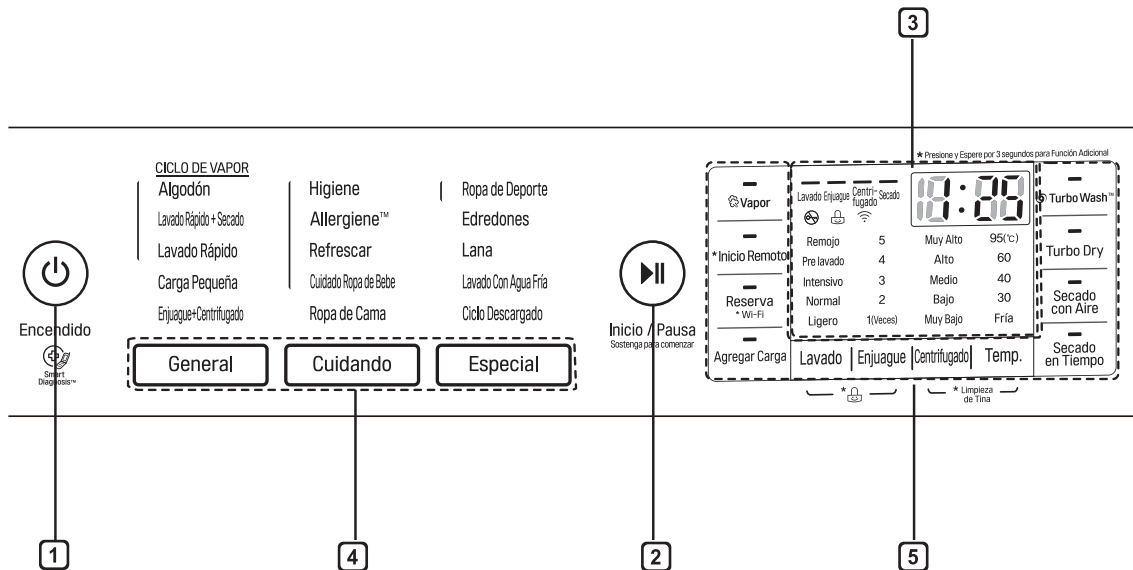 3
* Presione y Espere por 3 segundos para Función Adicional
CICLO DE VAPOR
Algodón
Lavado Rápido + Secado
Lavado Rápido
Carga Pequeña
Enjuague+Centrifugado
Higiene
Allergiene™
Refrescar
Cuidado Ropa de Bebe
Ropa de Cama
Ropa de Deporte
Edredones
Lana
Lavado Con Agua Fría
Ciclo Descargado
Encendido
Smart
Diagnosis™
General
Cuidando
Especial
Inicio / Pausa
Sostenga para comenzar
Vapor
*Inicio Remoto
Reserva
* Wi-Fi
Agregar Carga
Lavado Enjuague Centri-fugado Secado
1:25
Remojo 5 Muy Alto 95(℃)
Pre lavado 4 Alto 60
Intensivo 3 Medio 40
Normal 2 Bajo 30
Ligero 1(Veces) Muy Bajo Fría
Lavado Enjuague Centrifugado Temp.
* Limpieza
de Tina
Turbo Wash™
Turbo Dry
Secado
con Aire
Secado
en Tiempo
1
4
2
5